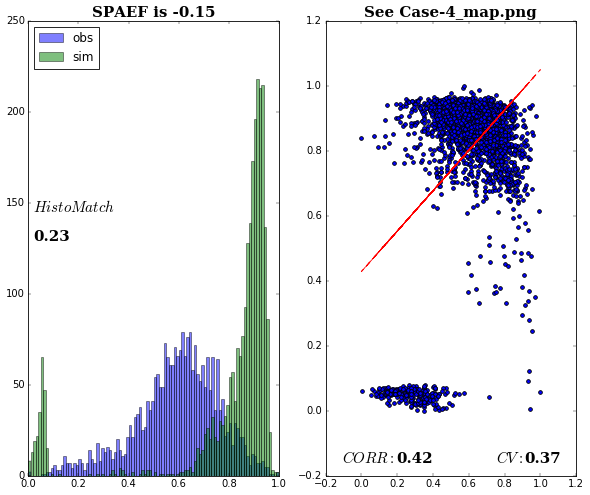 SPAEF is -0.15
250
200
150
100
50
0
0.0 0.2 0.4 0.6 0.8 1.0
obs
sim
HistoMatch
0.23
See Case-4_map.png
1.2
1.0
0.8
0.6
0.4
0.2
0.0
−0.2
−0.2 0.0 0.2 0.4 0.6 0.8 1.0 1.2
CORR: 0.42
CV: 0.37